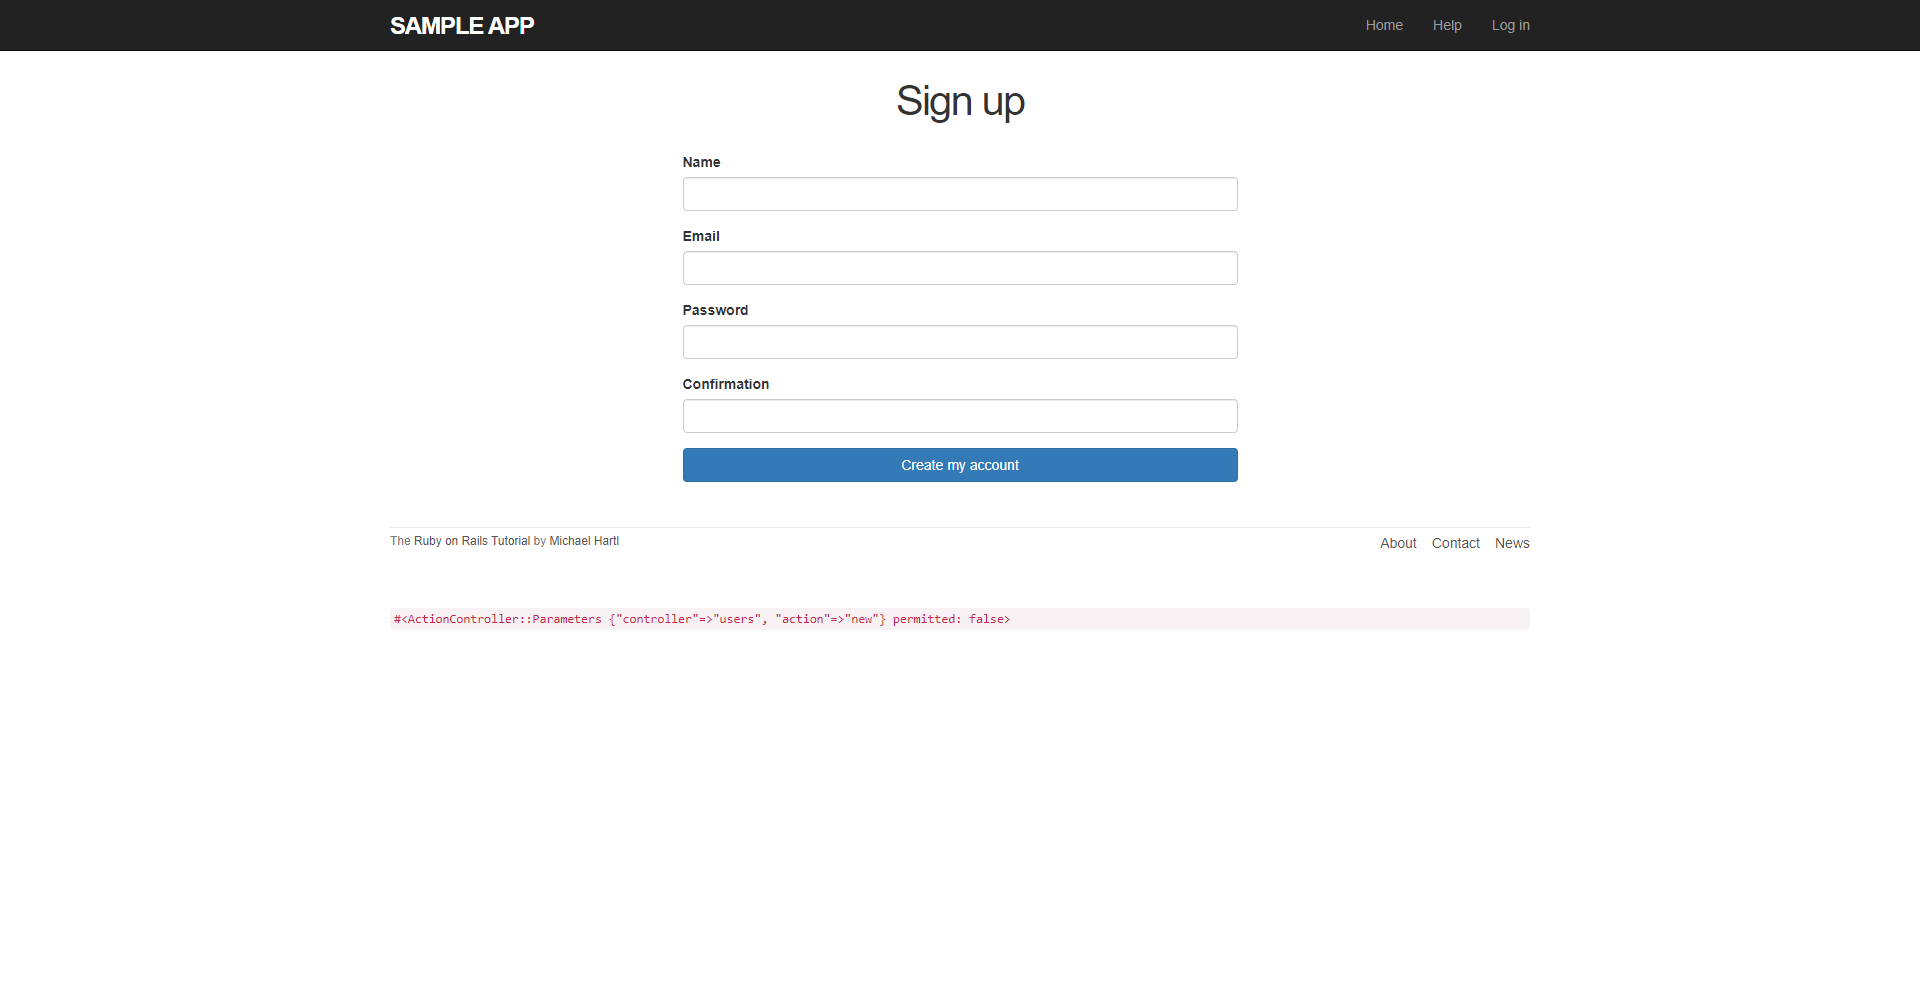 SAMPLE APP
Home Help Log in
Sign up
Name
Email
Password
Confirmation
Create my account
The Ruby on Rails Tutorial by Michael Hartl
About Contact News
#<ActionController::Parameters {"controller"=>"users", "action"=>"new"} permitted: false>